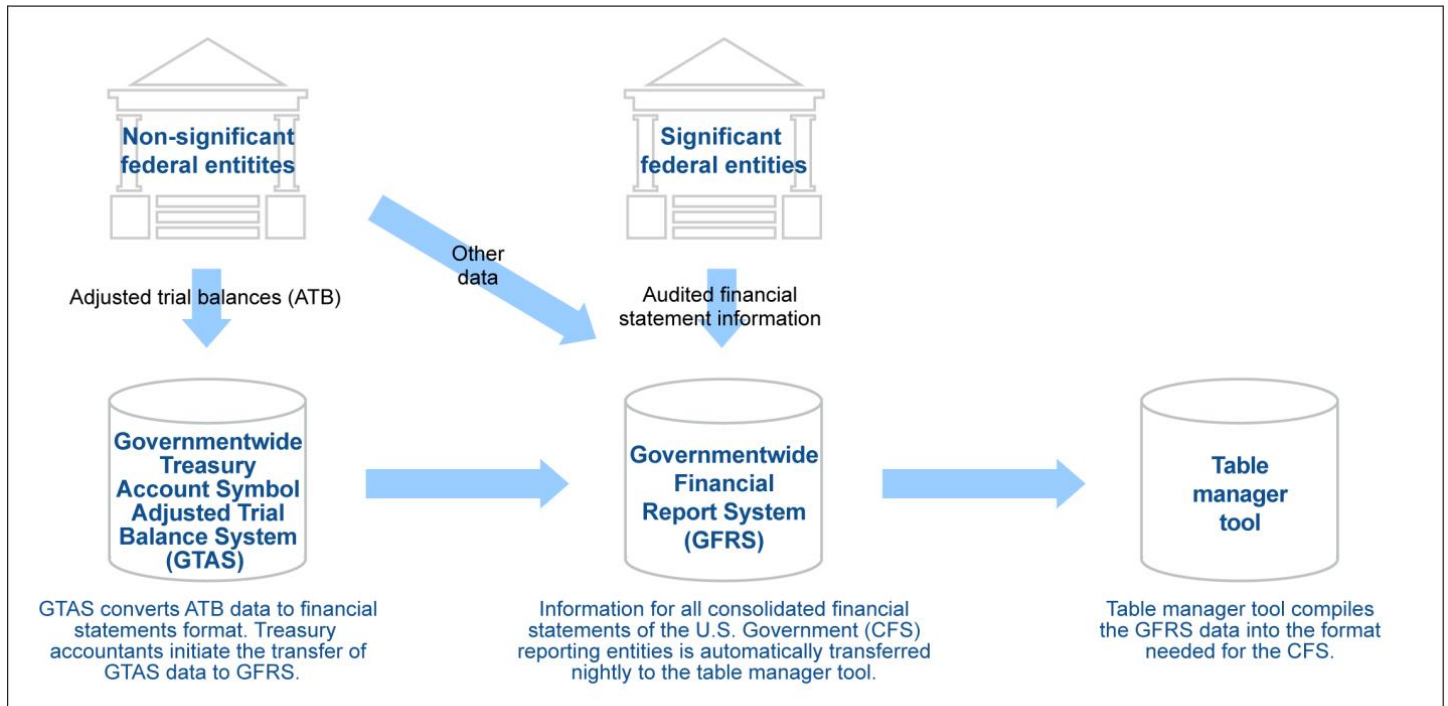 Non-significant
federal entitites
Significant
federal entities
Other
data
Adjusted trial balances (ATB)
Audited financial
statement information
Governmentwide
Treasury
Account Symbol
Adjusted Trial
Balance System
(GTAS)
Governmentwide
Financial
Report System
(GFRS)
Table
manager
tool
GTAS converts ATB data to financial
statements format. Treasury
accountants initiate the transfer of
GTAS data to GFRS.
Information for all consolidated financial
statements of the U.S. Government (CFS)
reporting entities is automatically transferred
nightly to the table manager tool.
Table manager tool compiles
the GFRS data into the format
needed for the CFS.